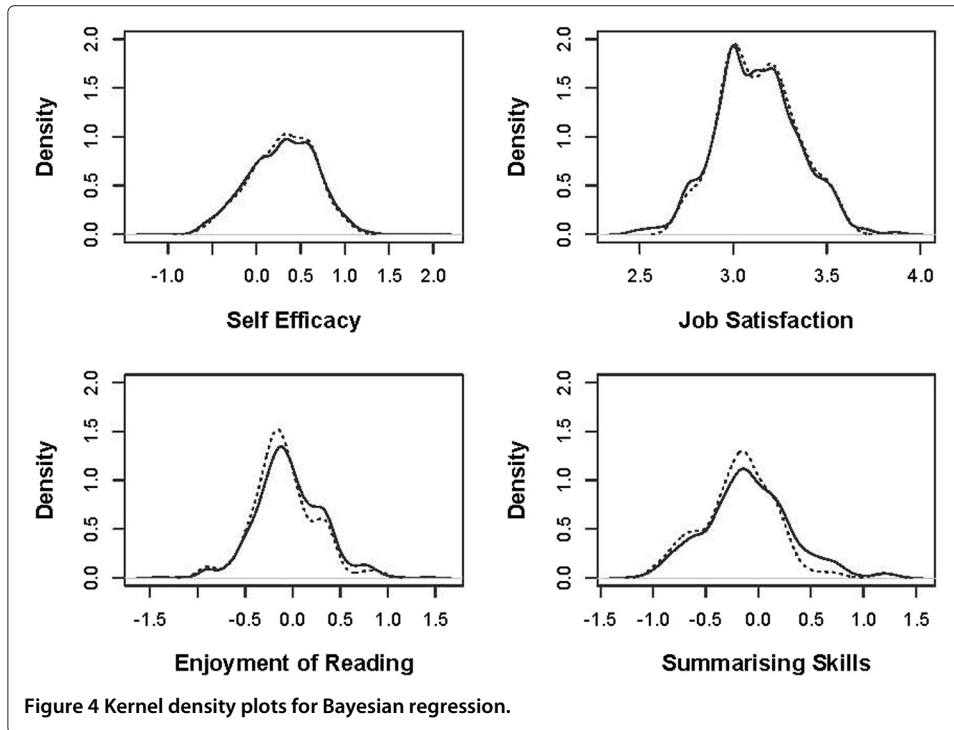 Density
2.0
1.5
1.0
0.5
0.0
-1.0 0.0 0.5 1.0 2.0
Self Efficacy
Density
2.0
1.5
1.0
0.5
0.0
2.5 3.0 3.5 4.0
Job Satisfaction
Density
2.0
1.5
1.0
0.5
0.0
-1.5 -0.5 0.0 0.5 1.5
Enjoyment of Reading
Density
2.0
1.5
1.0
0.5
0.0
-1.5 -1.0 -0.5 0.0 0.5 1.0 1.5
Summarising Skills
Figure 4 Kernel density plots for Bayesian regression.